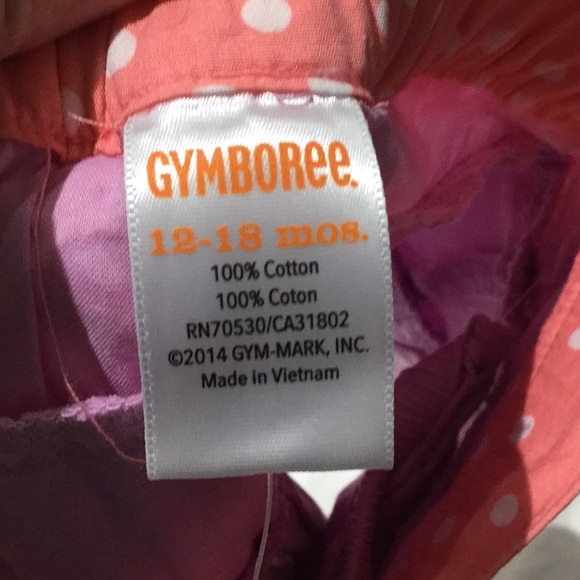 GYMBOREE.
12-18 mos.
100% Cotton
100% Coton
RN70530/CA31802
©2014 GYM-MARK, INC.
Made in Vietnam